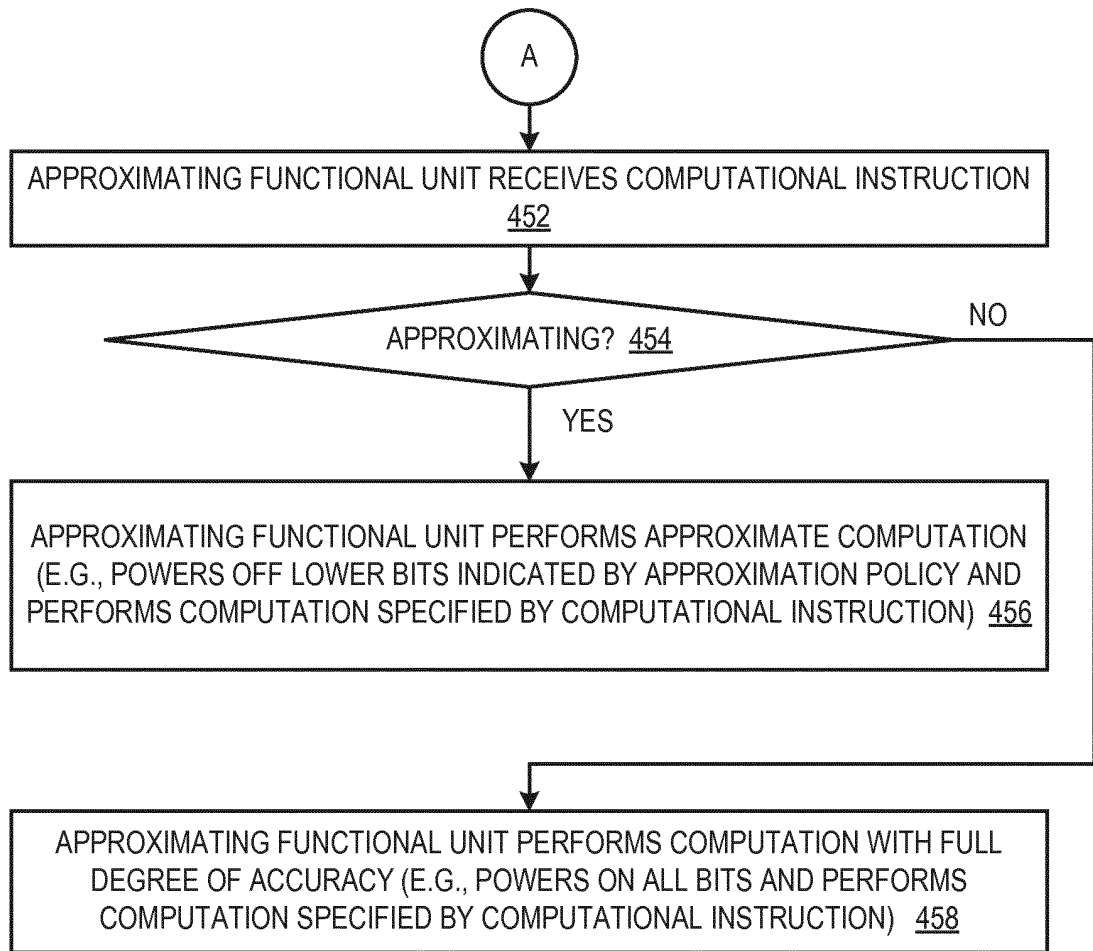 A
APPROXIMATING FUNCTIONAL UNIT RECEIVES COMPUTATIONAL INSTRUCTION
452
APPROXIMATING? 454
NO
YES
APPROXIMATING FUNCTIONAL UNIT PERFORMS APPROXIMATE COMPUTATION
(E.G., POWERS OFF LOWER BITS INDICATED BY APPROXIMATION POLICY AND
PERFORMS COMPUTATION SPECIFIED BY COMPUTATIONAL INSTRUCTION) 456
APPROXIMATING FUNCTIONAL UNIT PERFORMS COMPUTATION WITH FULL
DEGREE OF ACCURACY (E.G., POWERS ON ALL BITS AND PERFORMS
COMPUTATION SPECIFIED BY COMPUTATIONAL INSTRUCTION) 458